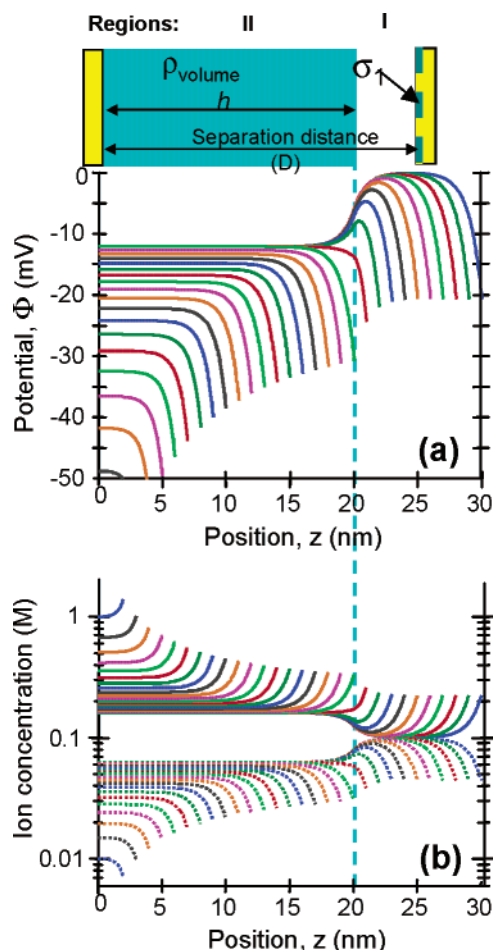 Regions: II I
ρvolume
σ1
h
Separation distance
(D)
0
-10
-20
-30
-40
-50
Potential, Φ (mV)
(a)
0 5 10 15 20 25 30
Position, z (nm)
1
0.1
0.01
Ion concentration (M)
(b)
0 5 10 15 20 25 30
Position, z (nm)